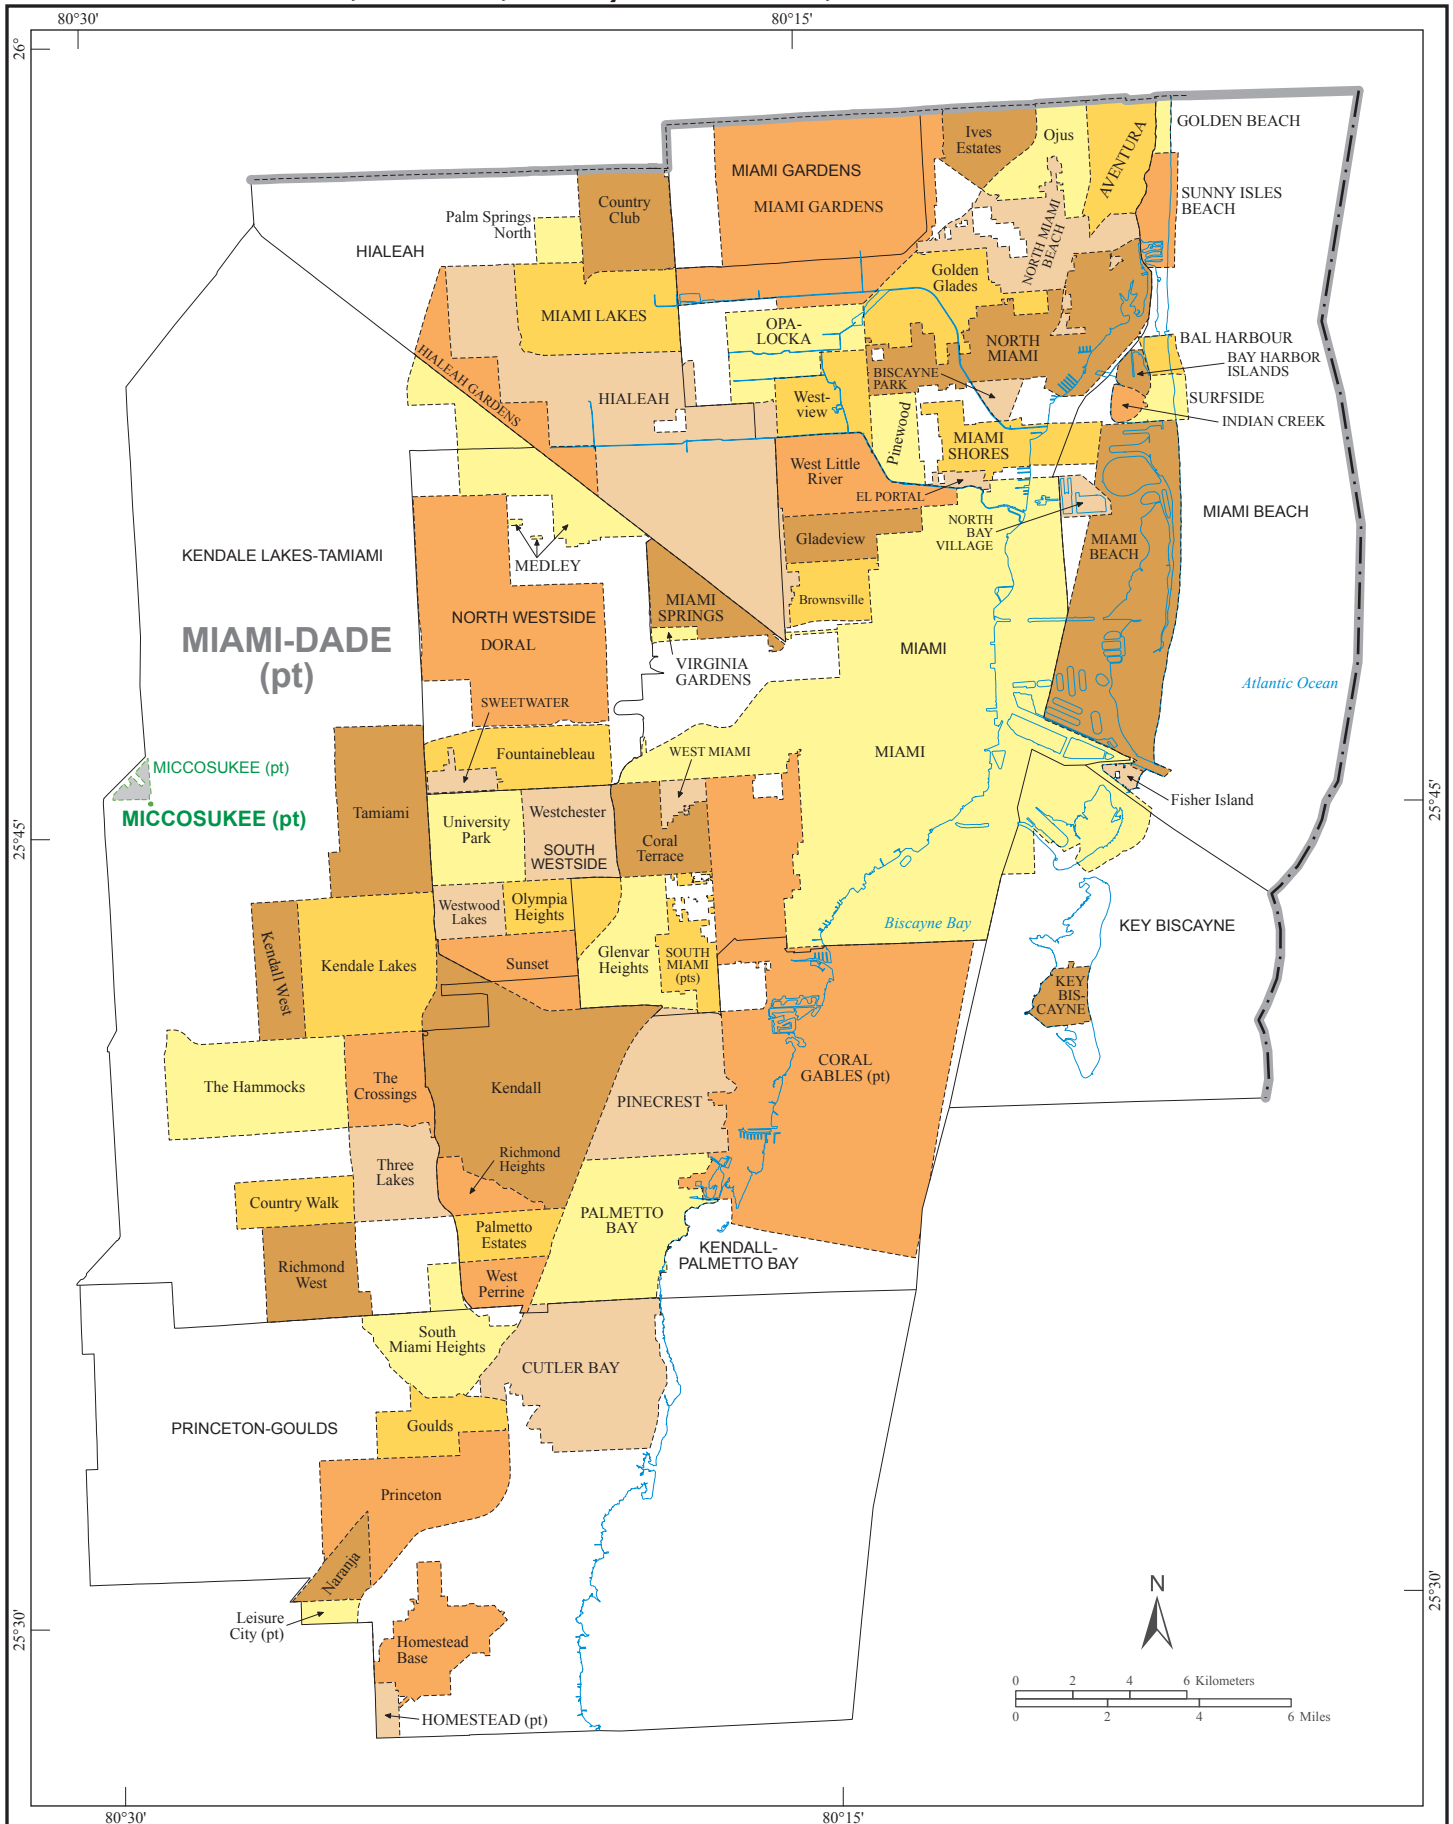 80°30'
80°15'
26°
GOLDEN BEACH
Ives
Estates
Ojus
AVENTURA
MIAMI GARDENS
MIAMI GARDENS
SUNNY ISLES
BEACH
Country
Club
Palm Springs
North
HIALEAH
NORTH MIAMI
BEACH
Golden
Glades
MIAMI LAKES
OPA-
LOCKA
NORTH
MIAMI
BAL HARBOUR
BAY HARBOR
ISLANDS
BISCAYNE
PARK
HIALEAH GARDENS
HIALEAH
West-
view
Pinewood
SURFSIDE
INDIAN CREEK
MIAMI
SHORES
West Little
River
EL PORTAL
NORTH
BAY
VILLAGE
MIAMI BEACH
MIAMI
BEACH
Gladeview
KENDALE LAKES-TAMIAMI
MEDLEY
MIAMI
SPRINGS
Brownsville
NORTH WESTSIDE
DORAL
MIAMI-DADE
(pt)
VIRGINIA
GARDENS
MIAMI
Atlantic Ocean
SWEETWATER
Fountainebleau
WEST MIAMI
MIAMI
MICCOSUKEE (pt)
MICCOSUKEE (pt)
Fisher Island
25°45'
25°45'
Tamiami
University
Park
Westchester
SOUTH
WESTSIDE
Coral
Terrace
Westwood
Lakes
Olympia
Heights
Biscayne Bay
KEY BISCAYNE
Kendall West
Kendale Lakes
Sunset
Glenvar
Heights
SOUTH
MIAMI
(pts)
KEY
BIS-
CAYNE
The Hammocks
The
Crossings
Kendall
PINECREST
CORAL
GABLES (pt)
Three
Lakes
Richmond
Heights
Country Walk
Palmetto
Estates
PALMETTO
BAY
KENDALL-
PALMETTO BAY
Richmond
West
West
Perrine
South
Miami Heights
CUTLER BAY
PRINCETON-GOULDS
Goulds
Princeton
Naranja
Leisure
City (pt)
Homestead
Base
HOMESTEAD (pt)
25°30'
25°30'
N
0 2 4 6 Kilometers
0 2 4 6 Miles
80°30'
80°15'